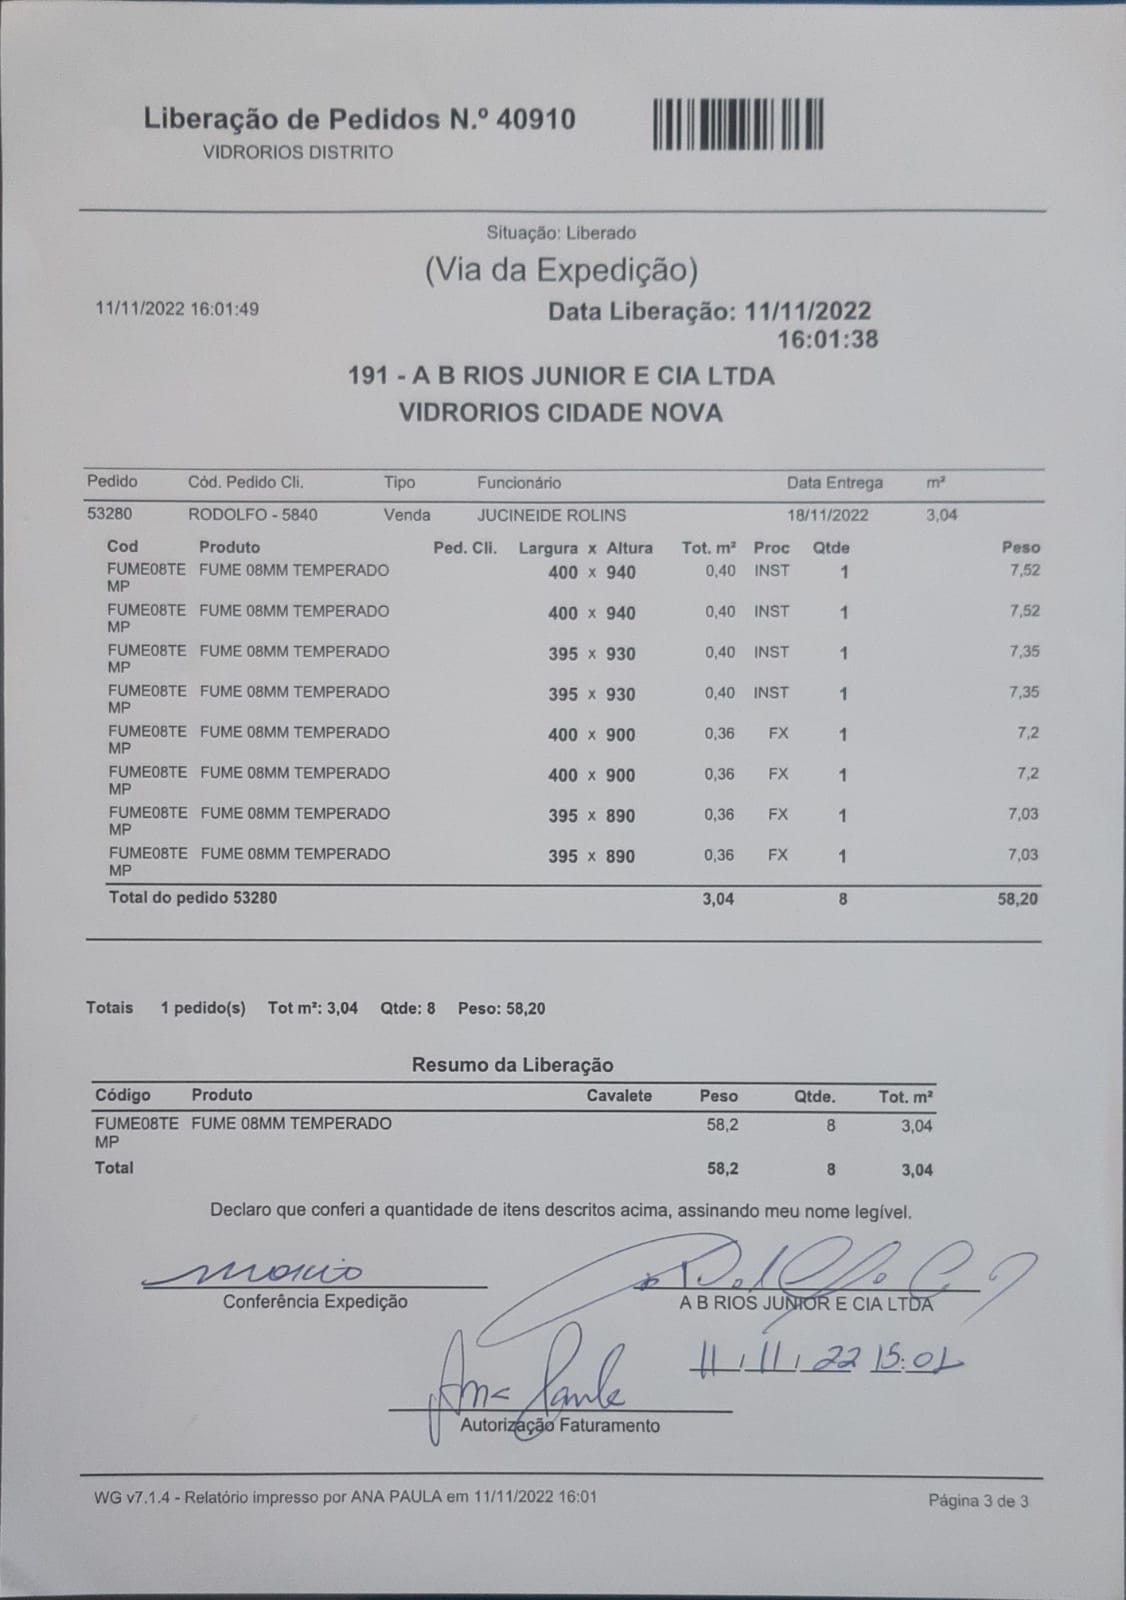 Liberação de Pedidos N.º 40910
VIDRORIOS DISTRITO
Situação: Liberado
(Via da Expedição)
11/11/2022 16:01:49
Data Liberação: 11/11/2022
16:01:38
191 - A B RIOS JUNIOR E CIA LTDA
VIDRORIOS CIDADE NOVA
Pedido Cód. Pedido Cli. Tipo Funcionário Data Entrega m²
53280 RODOLFO - 5840 Venda JUCINEIDE ROLINS 18/11/2022 3,04
Cod Produto Ped. Cli. Largura x Altura Tot. m² Proc Qtde Peso
FUME08TE FUME 08MM TEMPERADO 400 x 940 0,40 INST 1 7,52
MP
FUME08TE FUME 08MM TEMPERADO 400 x 940 0,40 INST 1 7,52
MP
FUME08TE FUME 08MM TEMPERADO 395 x 930 0,40 INST 1 7,35
MP
FUME08TE FUME 08MM TEMPERADO 395 x 930 0,40 INST 1 7,35
MP
FUME08TE FUME 08MM TEMPERADO 400 x 900 0,36 FX 1 7,2
MP
FUME08TE FUME 08MM TEMPERADO 400 x 900 0,36 FX 1 7,2
MP
FUME08TE FUME 08MM TEMPERADO 395 x 890 0,36 FX 1 7,03
MP
FUME08TE FUME 08MM TEMPERADO 395 x 890 0,36 FX 1 7,03
MP
Total do pedido 53280 3,04 8 58,20
Totais 1 pedido(s) Tot m²: 3,04 Qtde: 8 Peso: 58,20
Resumo da Liberação
Código Produto Cavalete Peso Qtde. Tot. m²
FUME08TE FUME 08MM TEMPERADO 58,2 8 3,04
MP
Total 58,2 8 3,04
Declaro que conferi a quantidade de itens descritos acima, assinando meu nome legível.
Conferência Expedição
A B RIOS JUNIOR E CIA LTDA
11/11/22 15:02
Ana Paula
Autorização Faturamento
WG v7.1.4 - Relatório impresso por ANA PAULA em 11/11/2022 16:01
Página 3 de 3